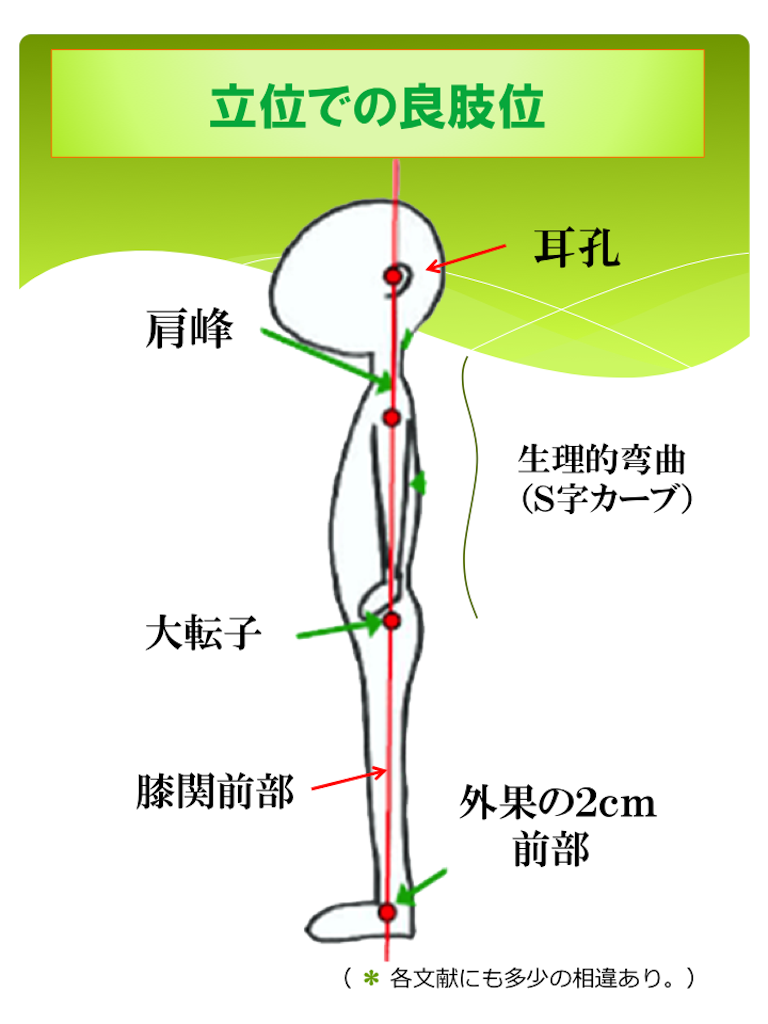 立位での良肢位
耳孔
肩峰
生理的弯曲
（S字カーブ）
大転子
膝関前部
外果の2cm
前部
（ ＊ 各文献にも多少の相違あり。）